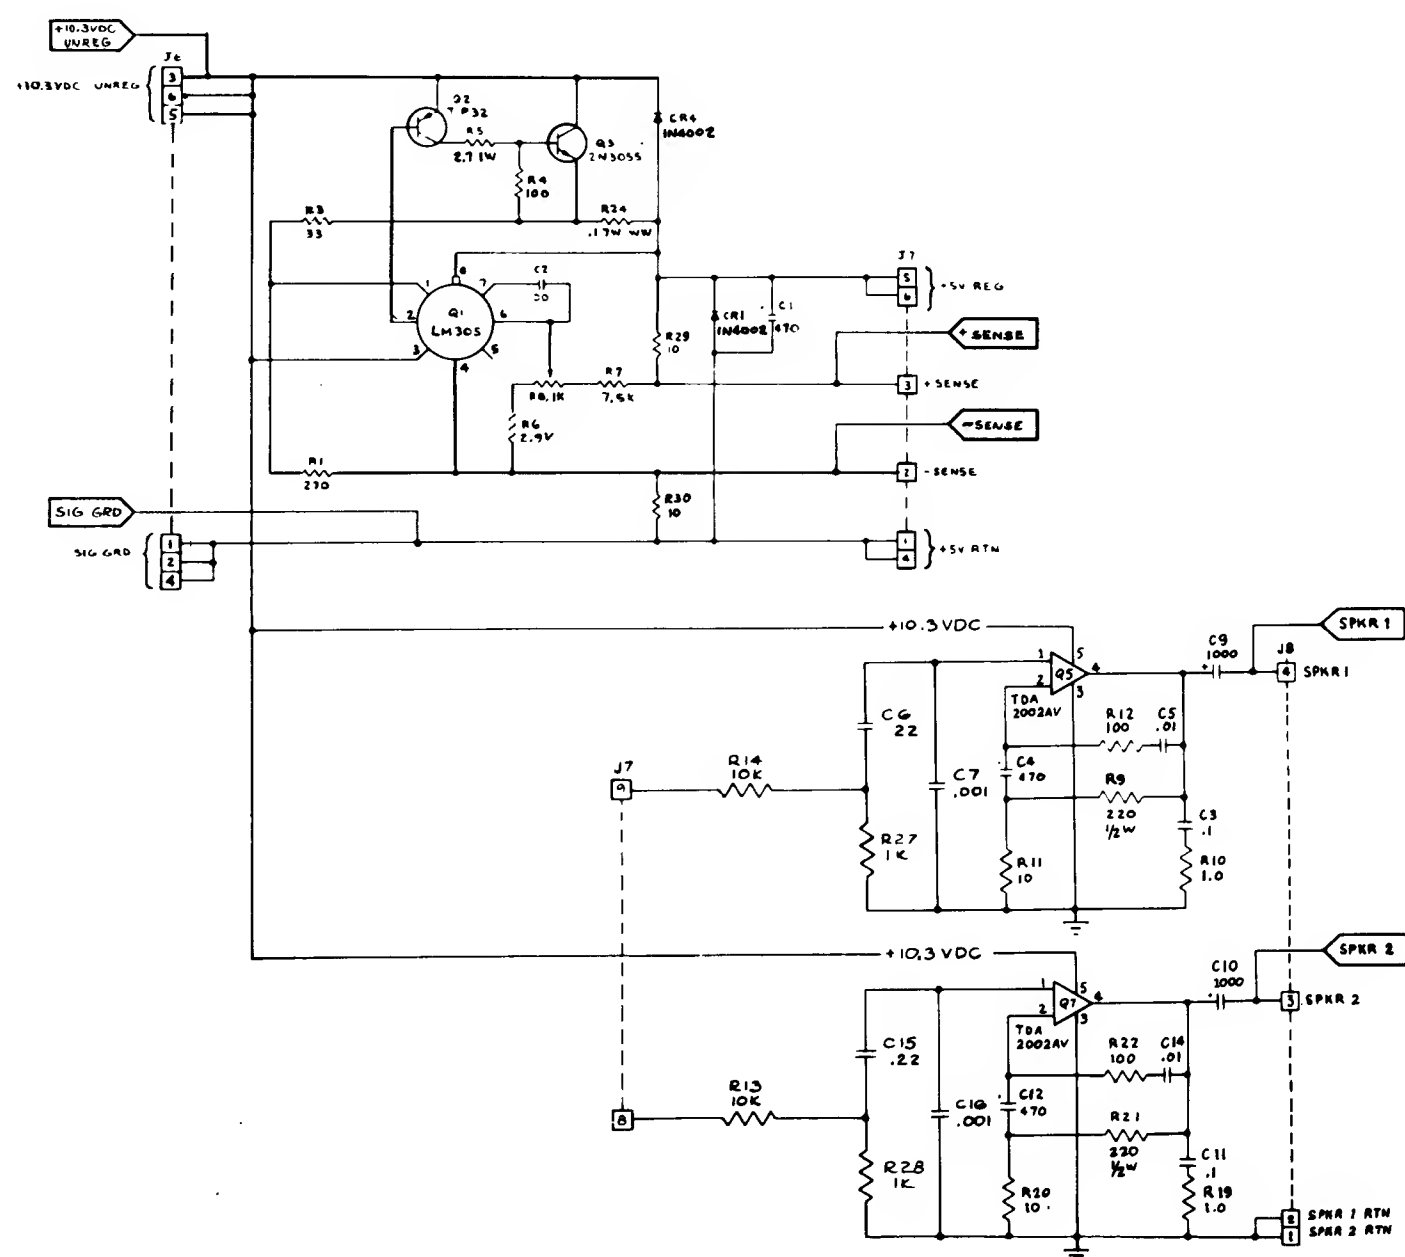 +10.3VDC
UNREG
J6
+10.3VDC UNREG
3
6
5
Q2
R5
2.7 1W
Q3
2N3055
CR4
1N4002
R4
100
R3
33
R24
.1 7W WW
8
1
7
C2
2
Q1
LM305
6
3
5
4
CR1
1N4002
C1
470
R29
10
J7
5
6
+5V REG
+ SENSE
3
+ SENSE
R8, 1K
R7
7.5K
R6
-SENSE
R1
270
2
- SENSE
R30
10
SIG GRD
SIG GRD
1
2
4
1
4
+5V RTN
+10.3VDC
1
5
Q5
4
2
3
TDA
2002AV
C9
+
1000
SPKR 1
J8
4
SPKR 1
C6
22
R12
100
C5
.01
J7
9
R14
10K
C7
.001
C4
470
R9
220
1/2W
C3
.1
R27
1K
R11
10
R10
1.0
+10.3VDC
1
5
Q7
4
2
3
TDA
2002AV
C10
1000
SPKR 2
3
SPKR 2
C15
.22
R22
100
C14
.01
8
R13
10K
C16
.001
C12
470
R21
220
1/2W
C11
.1
R28
1K
R20
10
R19
1.0
2
SPKR 1 RTN
1
SPKR 2 RTN